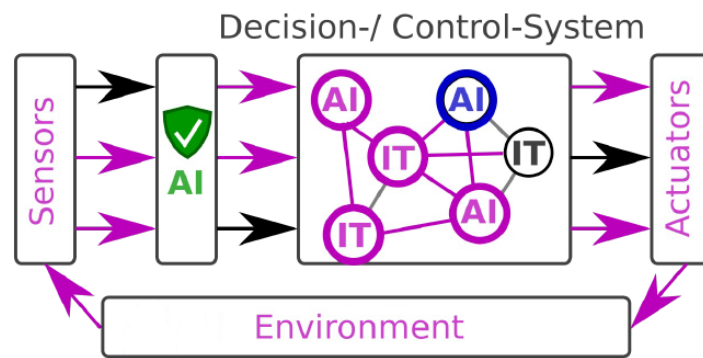 Decision-/ Control-System
Sensors
AI
AI
AI
IT
IT
AI
IT
Actuators
Environment